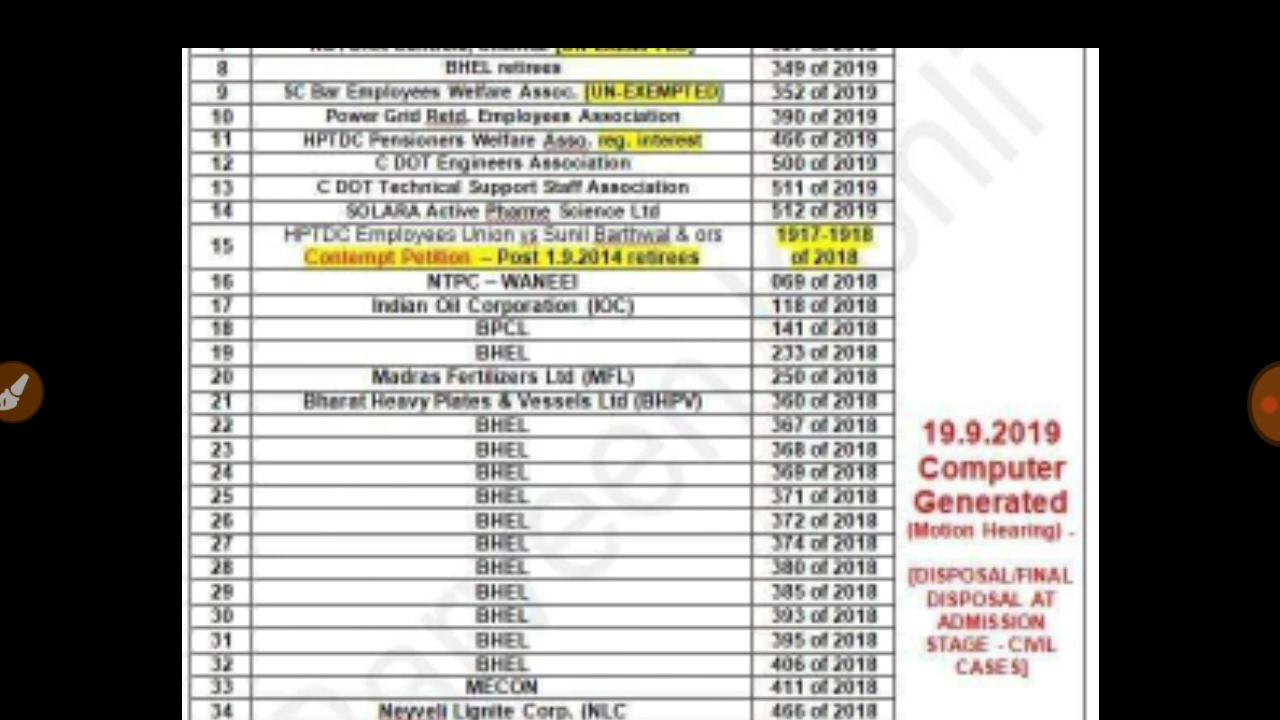 8 BHEL retirees 349 of 2019
9 SC Bar Employees Welfare Assoc. [UN-EXEMPTED] 352 of 2019
10 Power Grid Retd. Employees Association 390 of 2019
11 HPTDC Pensioners Welfare Asso. reg. interest 466 of 2019
12 C DOT Engineers Association 500 of 2019
13 C DOT Technical Support Staff Association 511 of 2019
14 SOLARA Active Pharme Science Ltd 512 of 2019
15 HPTDC Employees Union vs Sunil Barthwal & ors 1917-1918
Contempt Petition – Post 1.9.2014 retirees of 2018
16 NTPC – WANEEI 069 of 2018
17 Indian Oil Corporation (IOC) 118 of 2018
18 BPCL 141 of 2018
19 BHEL 233 of 2018
20 Madras Fertilizers Ltd (MFL) 250 of 2018
21 Bharat Heavy Plates & Vessels Ltd (BHPV) 360 of 2018
22 BHEL 367 of 2018
23 BHEL 368 of 2018
24 BHEL 369 of 2018
25 BHEL 371 of 2018
26 BHEL 372 of 2018
27 BHEL 374 of 2018
28 BHEL 380 of 2018
29 BHEL 385 of 2018
30 BHEL 393 of 2018
31 BHEL 395 of 2018
32 BHEL 406 of 2018
33 MECON 411 of 2018
34 Neyveli Lignite Corp. (NLC 466 of 2018
19.9.2019
Computer
Generated
(Motion Hearing) -
[DISPOSAL/FINAL
DISPOSAL AT
ADMISSION
STAGE - CIVIL
CASES]